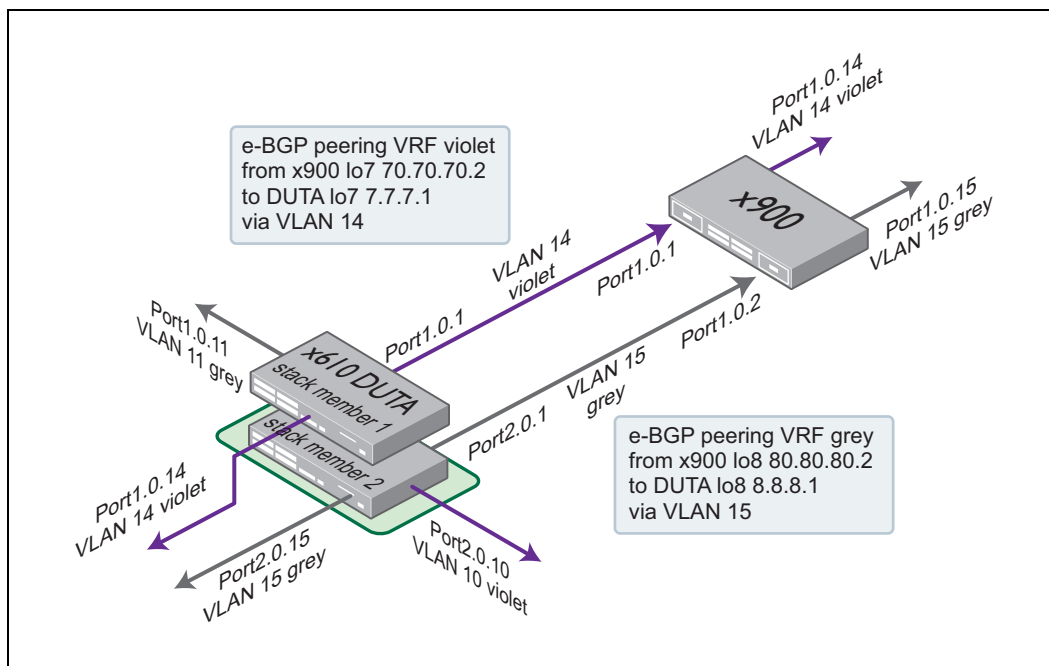 Port1.0.14
VLAN 14 violet
e-BGP peering VRF violet
from x900 lo7 70.70.70.2
to DUTA lo7 7.7.7.1
via VLAN 14
x900
Port1.0.15
VLAN 15 grey
VLAN 14
violet
Port1.0.1
Port1.0.1
Port1.0.2
Port1.0.11
VLAN 11 grey
x610 DUTA
stack member 1
stack member 2
VLAN 15
grey
Port2.0.1
e-BGP peering VRF grey
from x900 lo8 80.80.80.2
to DUTA lo8 8.8.8.1
via VLAN 15
Port1.0.14
VLAN 14 violet
Port2.0.15
VLAN 15 grey
Port2.0.10
VLAN 10 violet